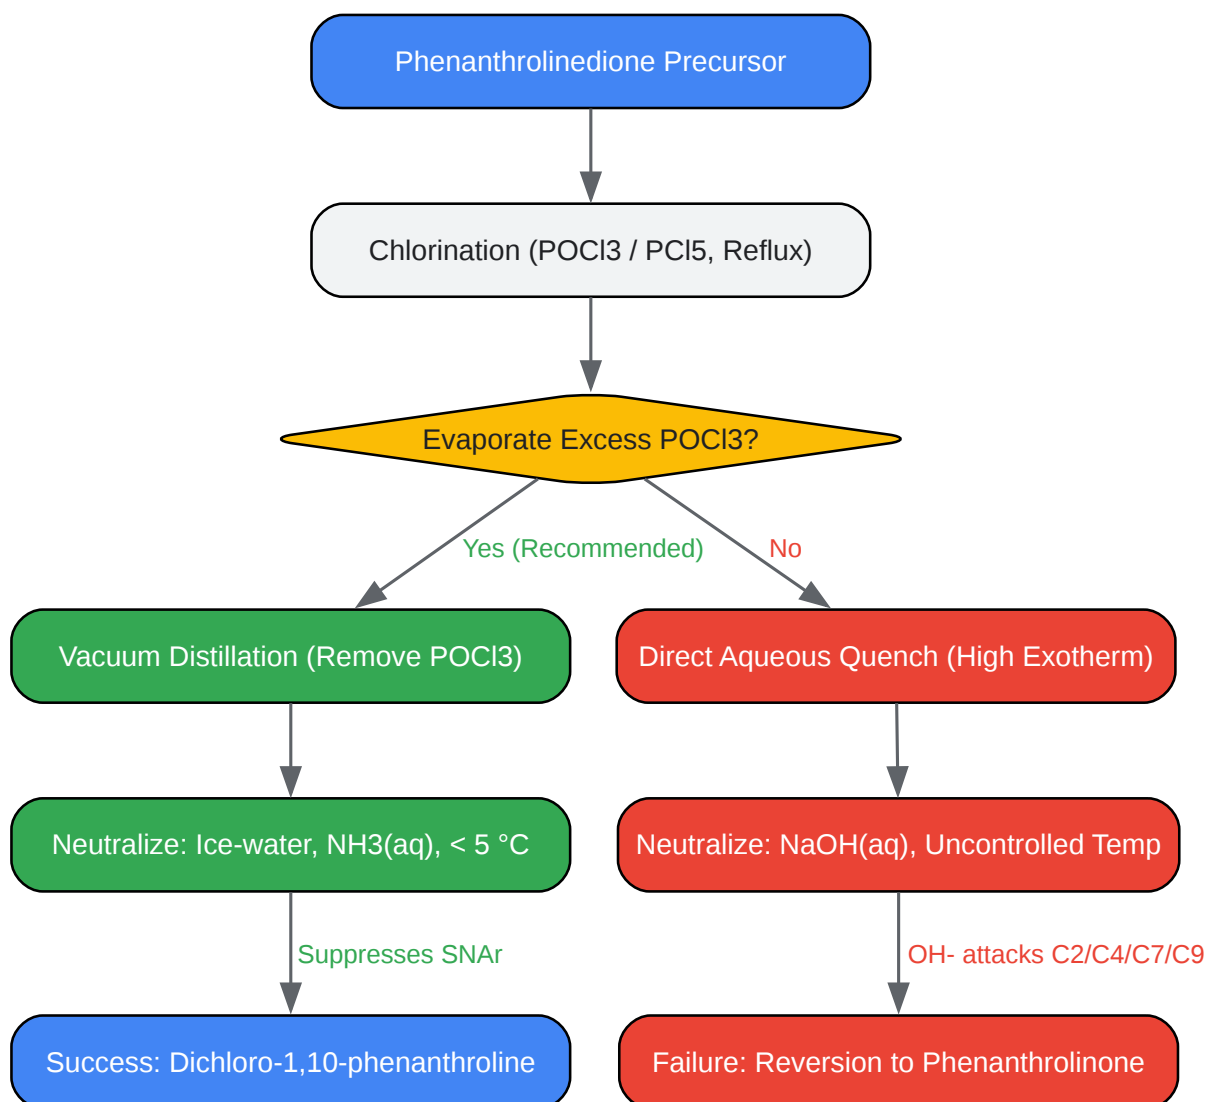 Phenanthrolinedione Precursor
Chlorination (POCl3 / PCl5, Reflux)
Evaporate Excess POCl3?
Yes (Recommended)
No
Vacuum Distillation (Remove POCl3)
Direct Aqueous Quench (High Exotherm)
Neutralize: Ice-water, NH3(aq), < 5 °C
Neutralize: NaOH(aq), Uncontrolled Temp
Suppresses SNAr
OH- attacks C2/C4/C7/C9
Success: Dichloro-1,10-phenanthroline
Failure: Reversion to Phenanthrolinone